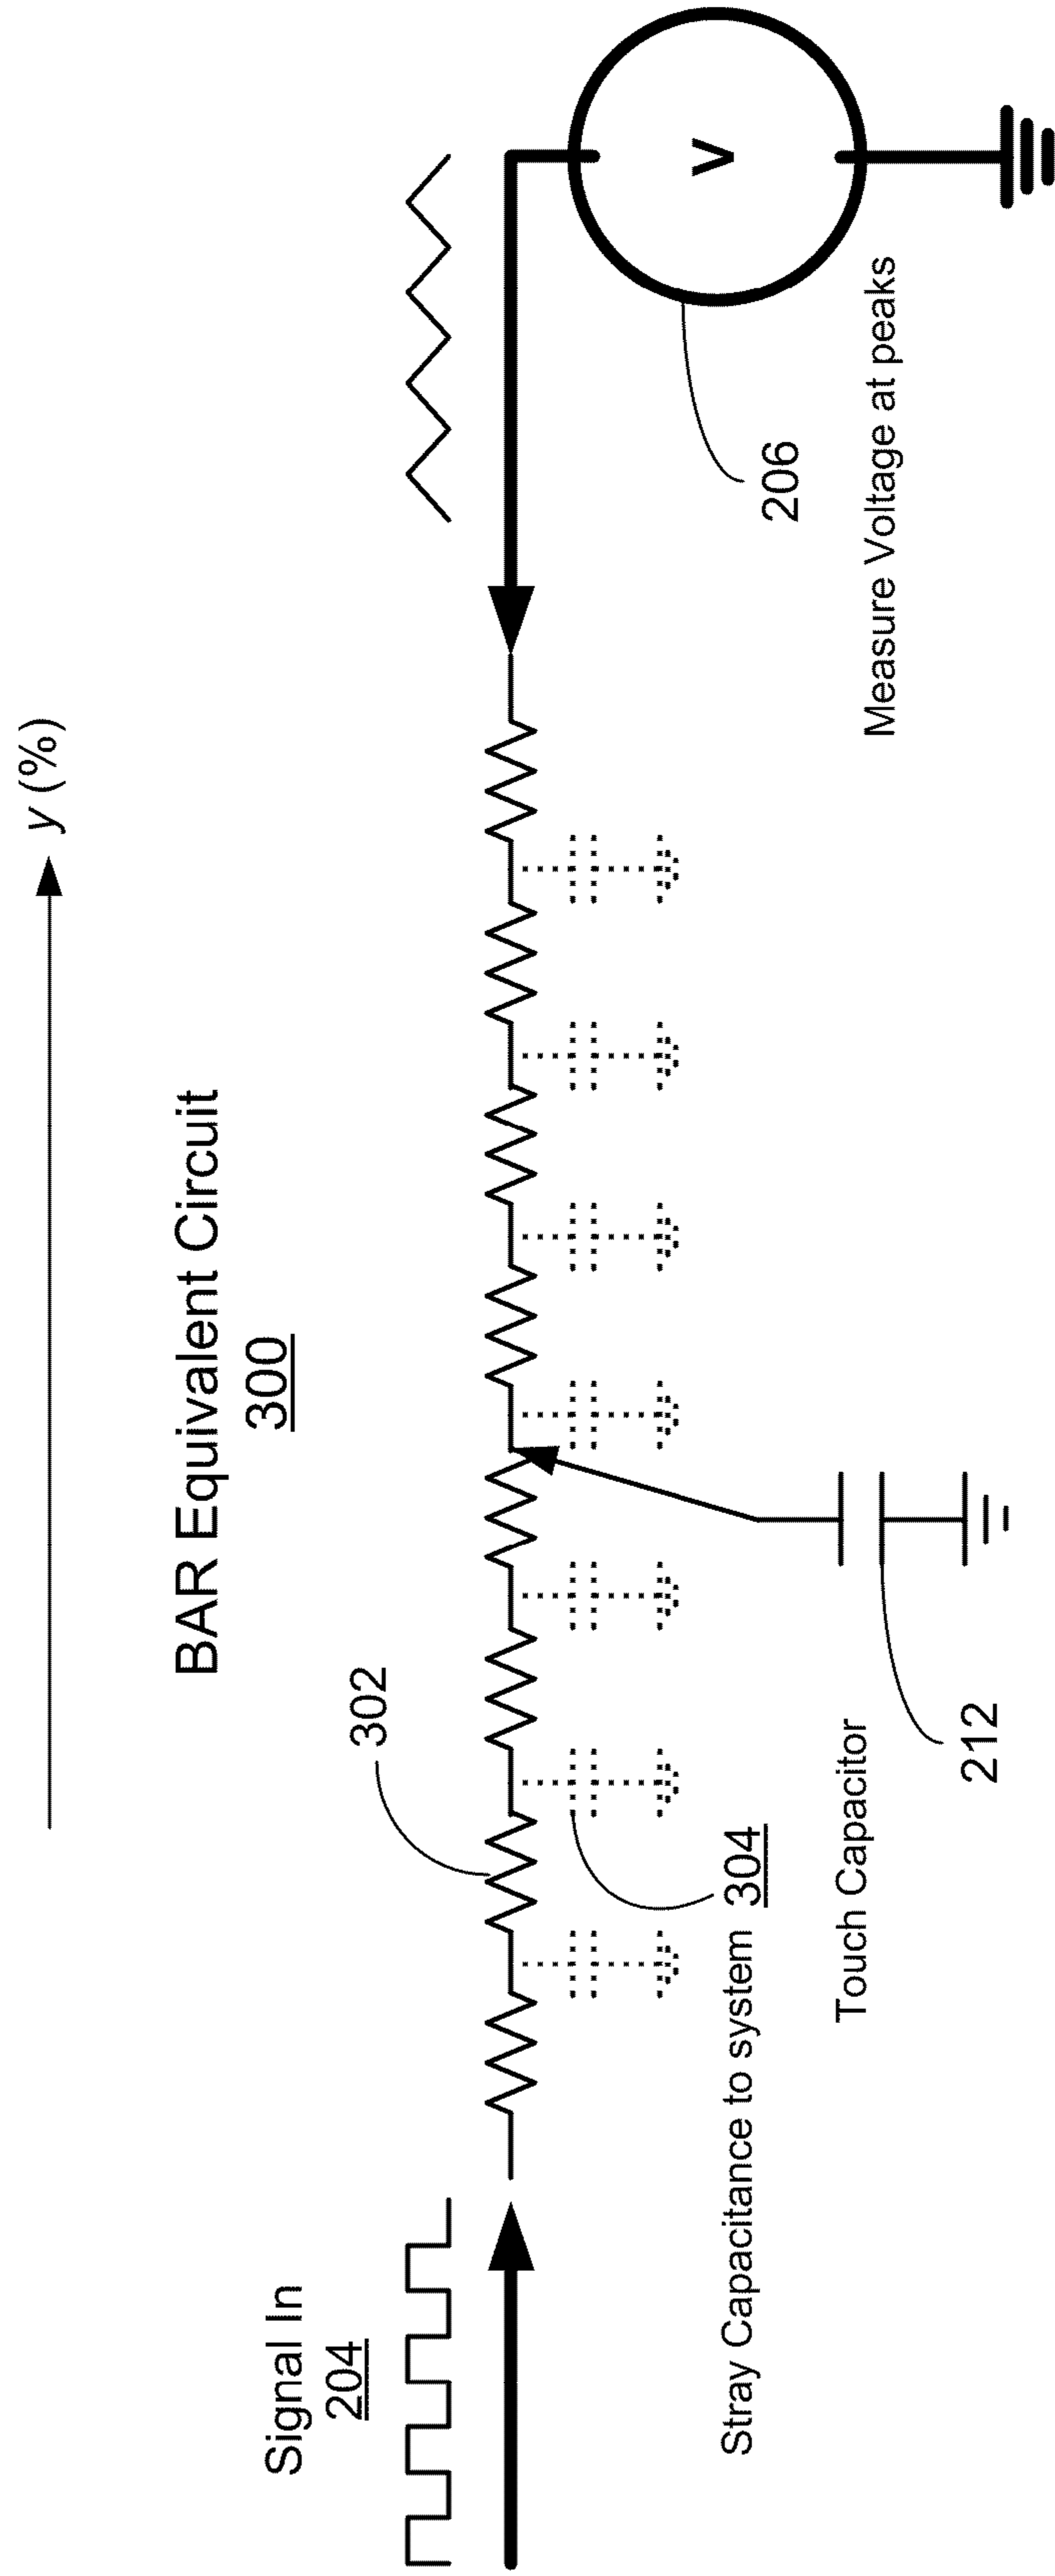 y (%)
BAR Equivalent Circuit
300
Signal In
204
302
V
206
Measure Voltage at peaks
Stray Capacitance to system 304
Touch Capacitor
212